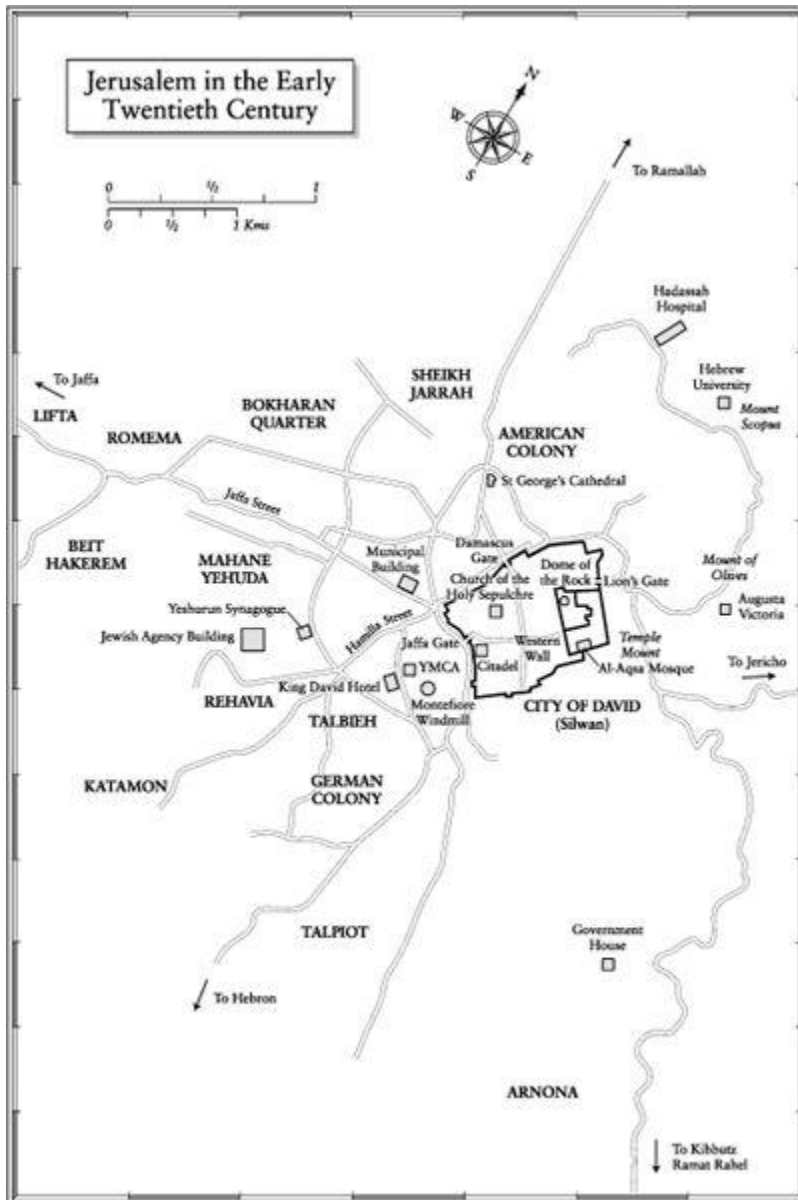 Jerusalem in the Early
Twentieth Century
N
W
E
S
0 ½ 1
0 ½ 1 Kms
To Ramallah
Hadassah
Hospital
Hebrew
University
Mount
Scopus
SHEIKH
JARRAH
To Jaffa
LIFTA
BOKHARAN
QUARTER
ROMEMA
AMERICAN
COLONY
St George's Cathedral
Jaffa Street
BEIT
HAKEREM
MAHANE
YEHUDA
Municipal
Building
Damascus
Gate
Church of the
Holy Sepulchre
Dome of
the Rock
Lion's Gate
Mount of
Olives
Augusta
Victoria
Yeshurun Synagogue
Jewish Agency Building
Hamilla Street
Jaffa Gate
YMCA
Citadel
Western
Wall
Temple
Mount
Al-Aqsa Mosque
To Jericho
King David Hotel
REHAVIA
TALBIEH
Montefiore
Windmill
CITY OF DAVID
(Silwan)
KATAMON
GERMAN
COLONY
TALPIOT
Government
House
To Hebron
ARNONA
To Kibbutz
Ramat Rahel